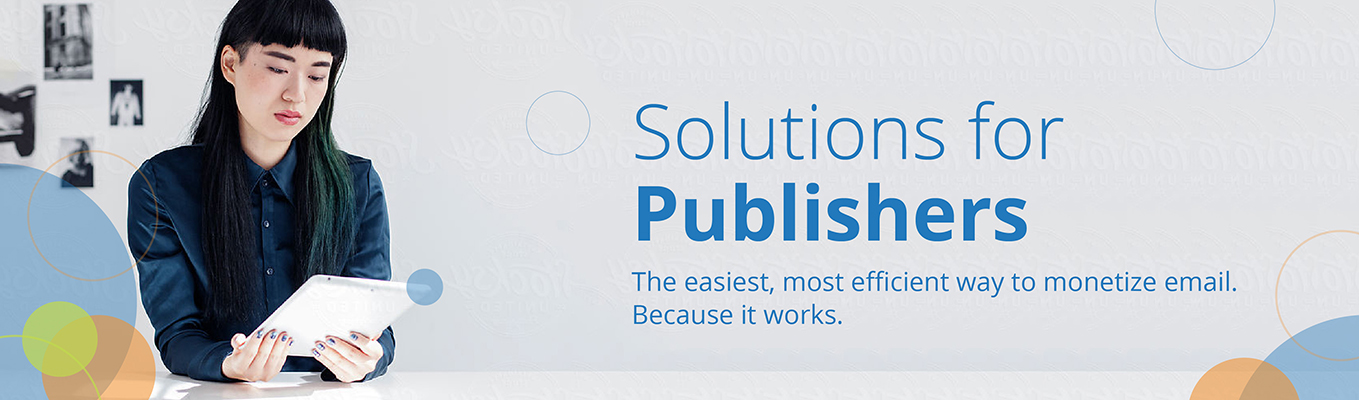 Solutions for
Publishers
The easiest, most efficient way to monetize email.
Because it works.